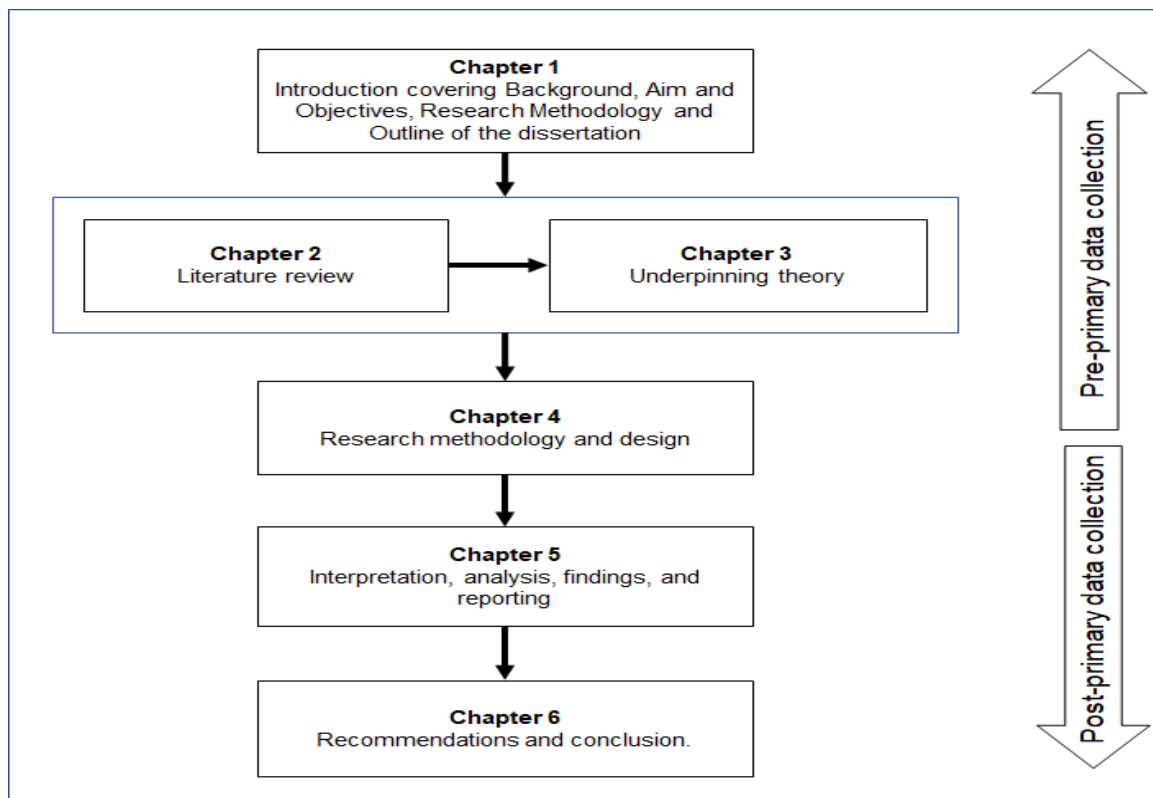 Chapter 1
Introduction covering Background, Aim and
Objectives, Research Methodology and
Outline of the dissertation
Chapter 2
Literature review
Chapter 3
Underpinning theory
Chapter 4
Research methodology and design
Chapter 5
Interpretation, analysis, findings, and
reporting
Chapter 6
Recommendations and conclusion.
Pre-primary data collection
Post-primary data collection